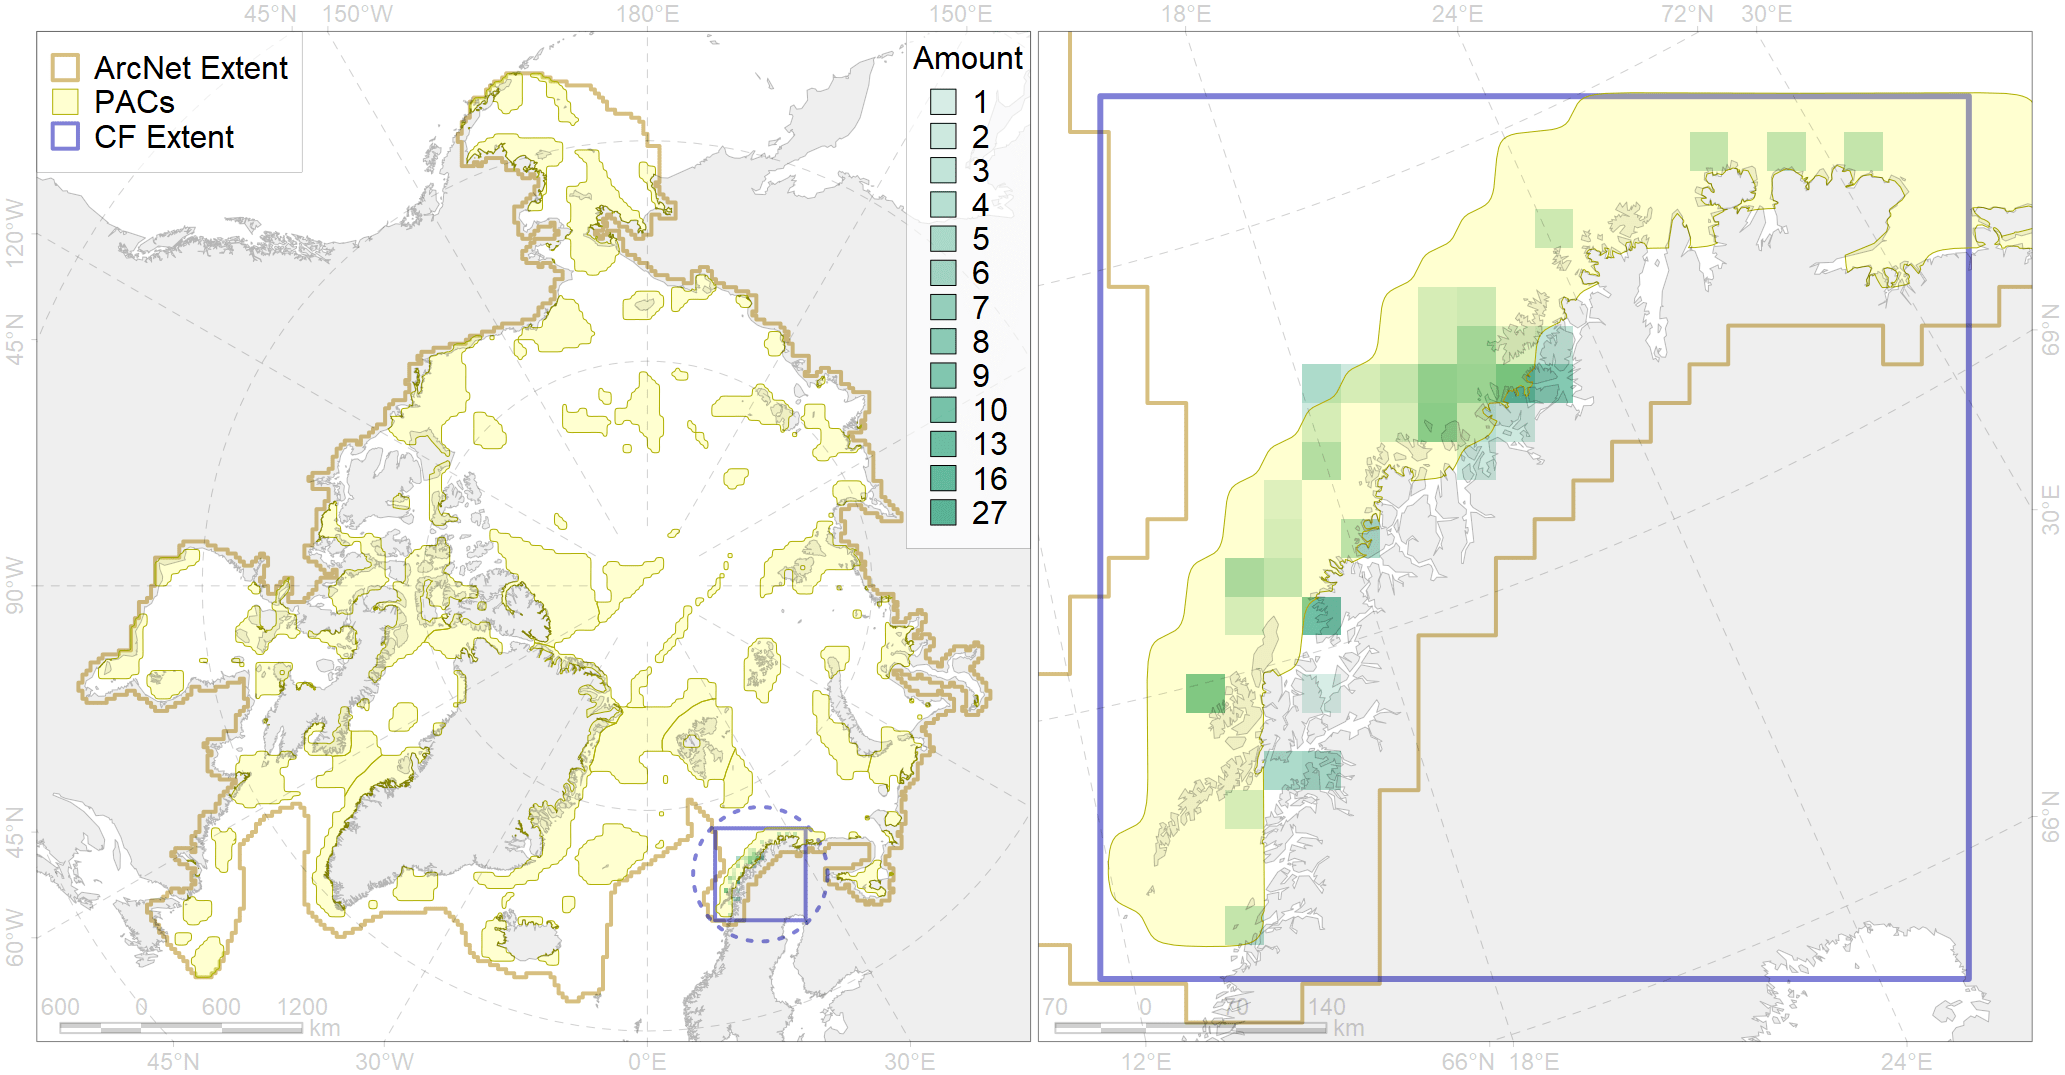 45°N 150°W 180°E 150°E 18°E 24°E 72°N 30°E
ArcNet Extent
PACs
CF Extent
Amount
1
2
3
4
5
6
7
8
9
10
13
16
27
120°W
45°N
90°W
45°N
60°W
69°N
30°E
66°N
600 0 600 1200
km
70 0 70 140
km
45°N 30°W 0°E 30°E 12°E 66°N 18°E 24°E